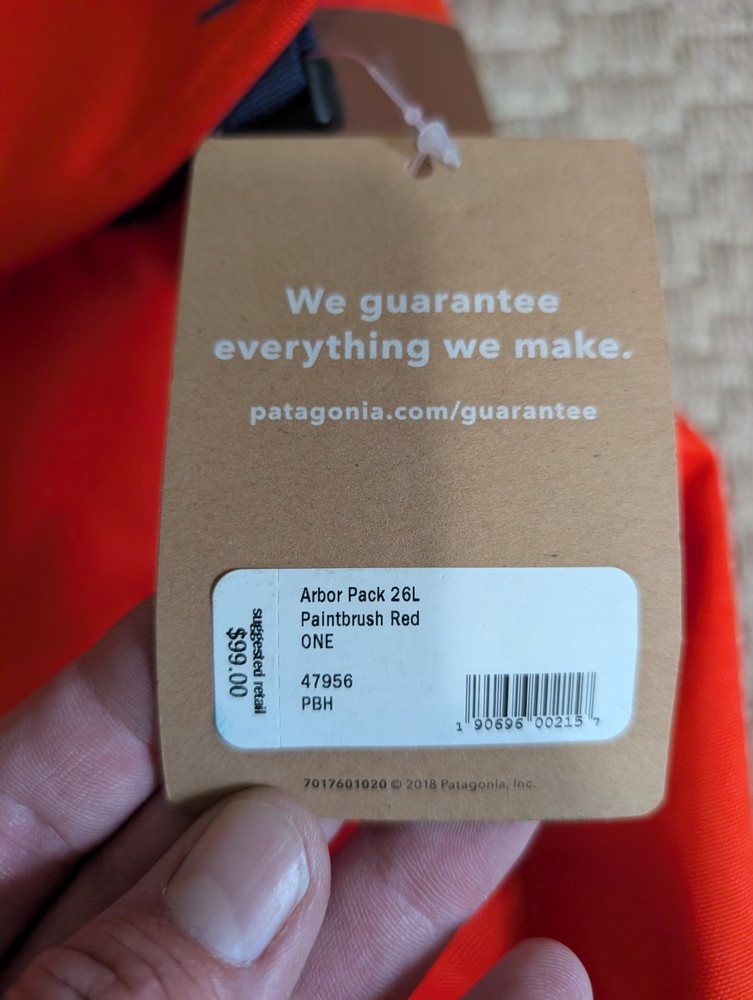 We guarantee
everything we make.
patagonia.com/guarantee
suggested retail
$99.00
Arbor Pack 26L
Paintbrush Red
ONE
47956
PBH
1 90696 00215 7
7017601020 © 2018 Patagonia, Inc.